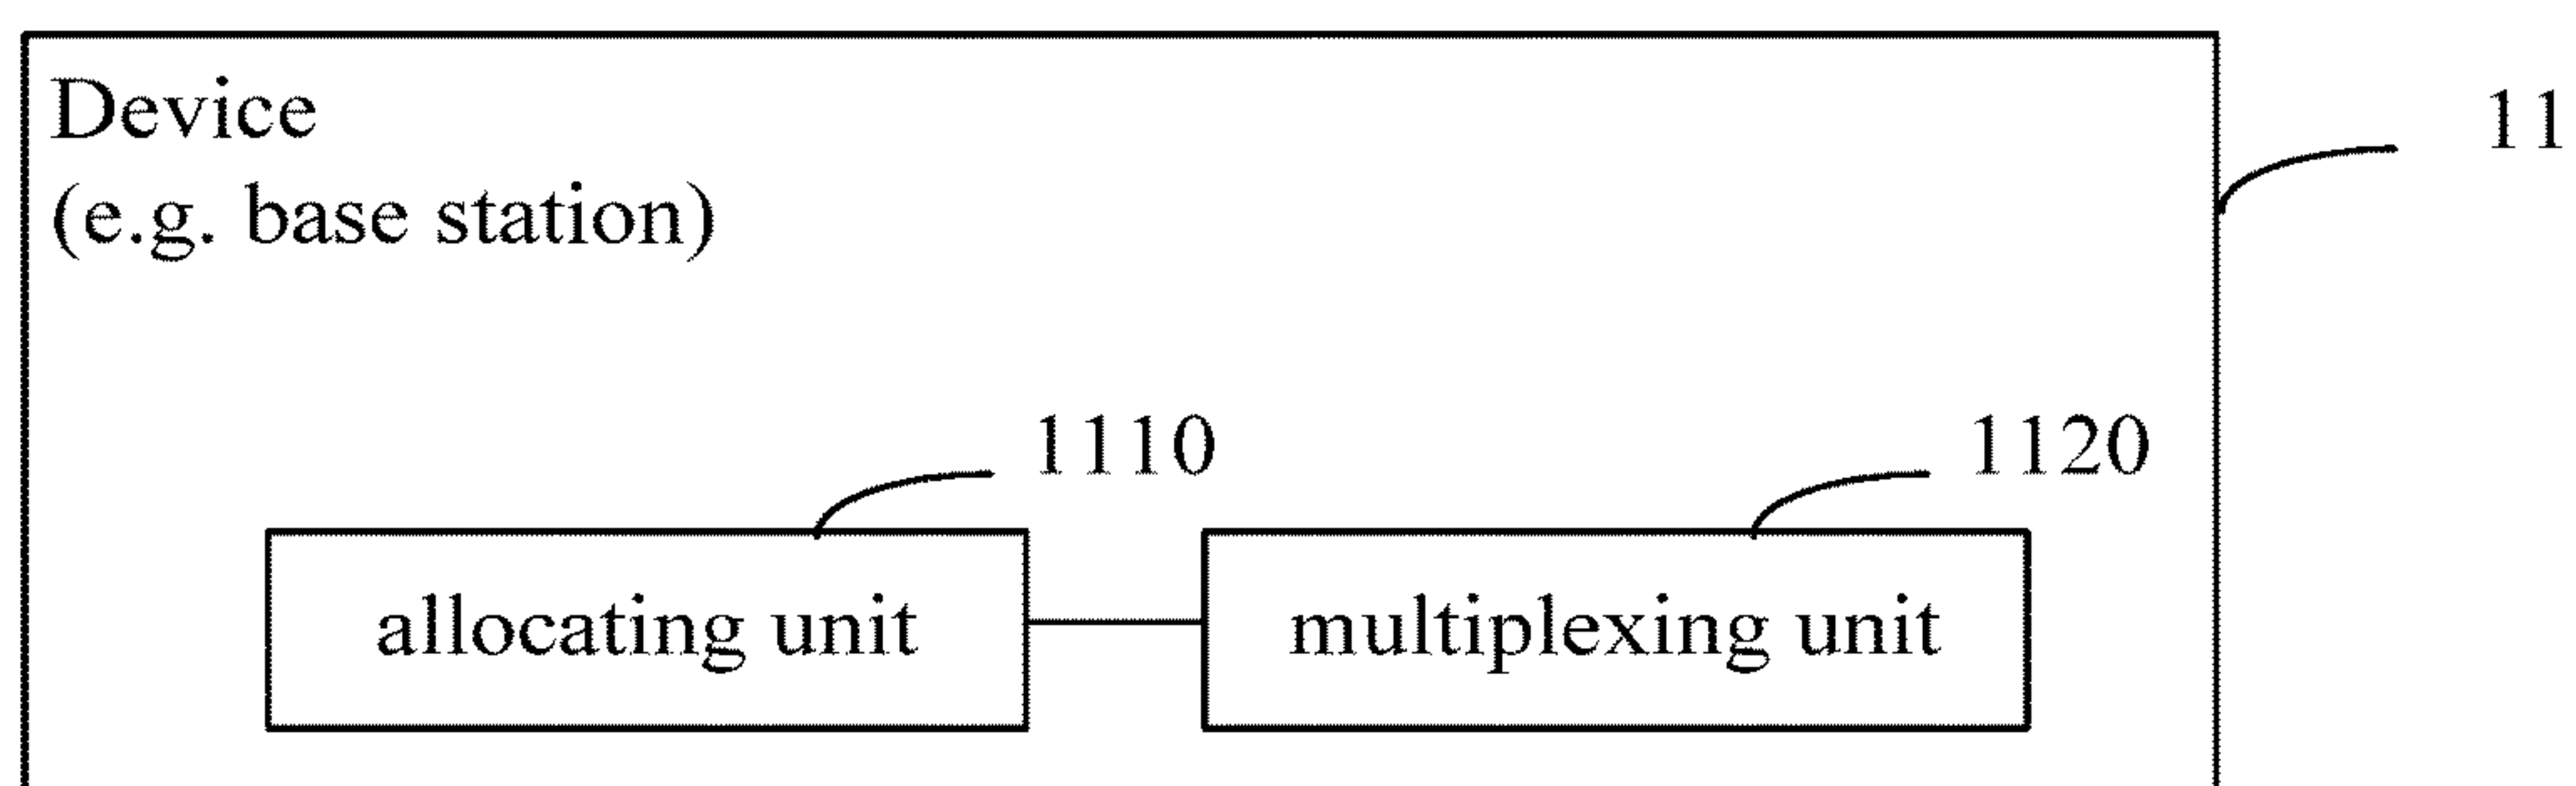 Device
(e.g. base station)
11
1110
1120
allocating unit
multiplexing unit